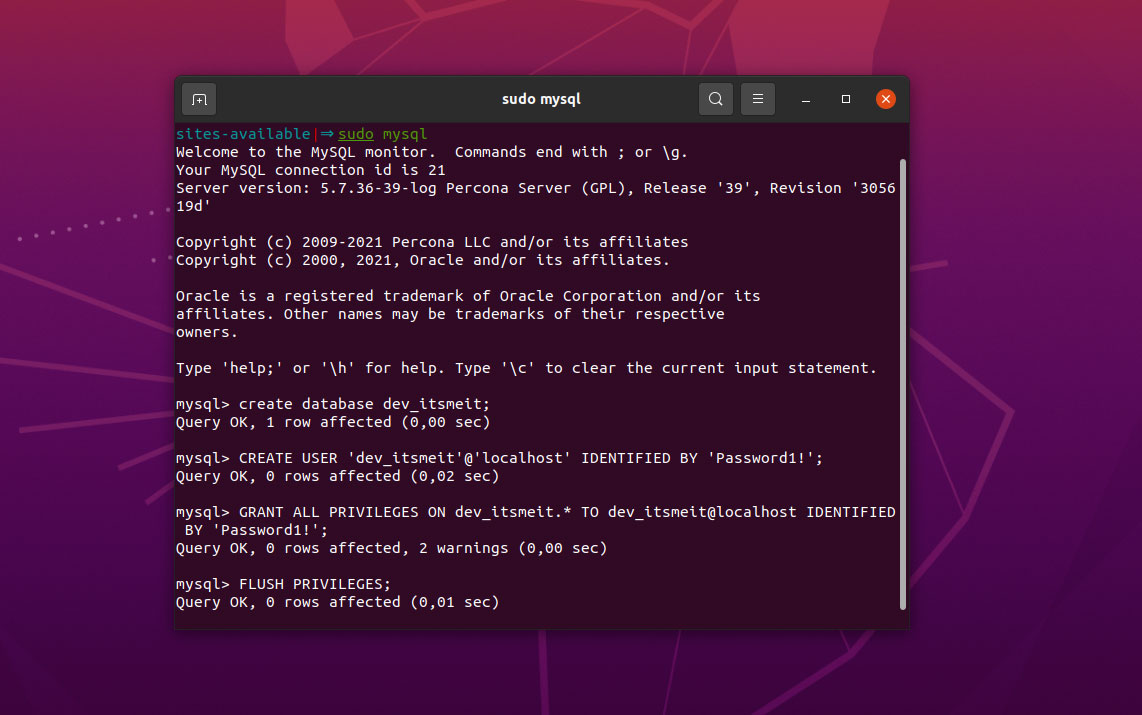 sudo mysql
sites-available|⇒ sudo mysql
Welcome to the MySQL monitor.  Commands end with ; or \g.
Your MySQL connection id is 21
Server version: 5.7.36-39-log Percona Server (GPL), Release '39', Revision '3056
19d'
Copyright (c) 2009-2021 Percona LLC and/or its affiliates
Copyright (c) 2000, 2021, Oracle and/or its affiliates.
Oracle is a registered trademark of Oracle Corporation and/or its
affiliates. Other names may be trademarks of their respective
owners.
Type 'help;' or '\h' for help. Type '\c' to clear the current input statement.
mysql> create database dev_itsmeit;
Query OK, 1 row affected (0,00 sec)
mysql> CREATE USER 'dev_itsmeit'@'localhost' IDENTIFIED BY 'Password1!';
Query OK, 0 rows affected (0,02 sec)
mysql> GRANT ALL PRIVILEGES ON dev_itsmeit.* TO dev_itsmeit@localhost IDENTIFIED
 BY 'Password1!';
Query OK, 0 rows affected, 2 warnings (0,00 sec)
mysql> FLUSH PRIVILEGES;
Query OK, 0 rows affected (0,01 sec)